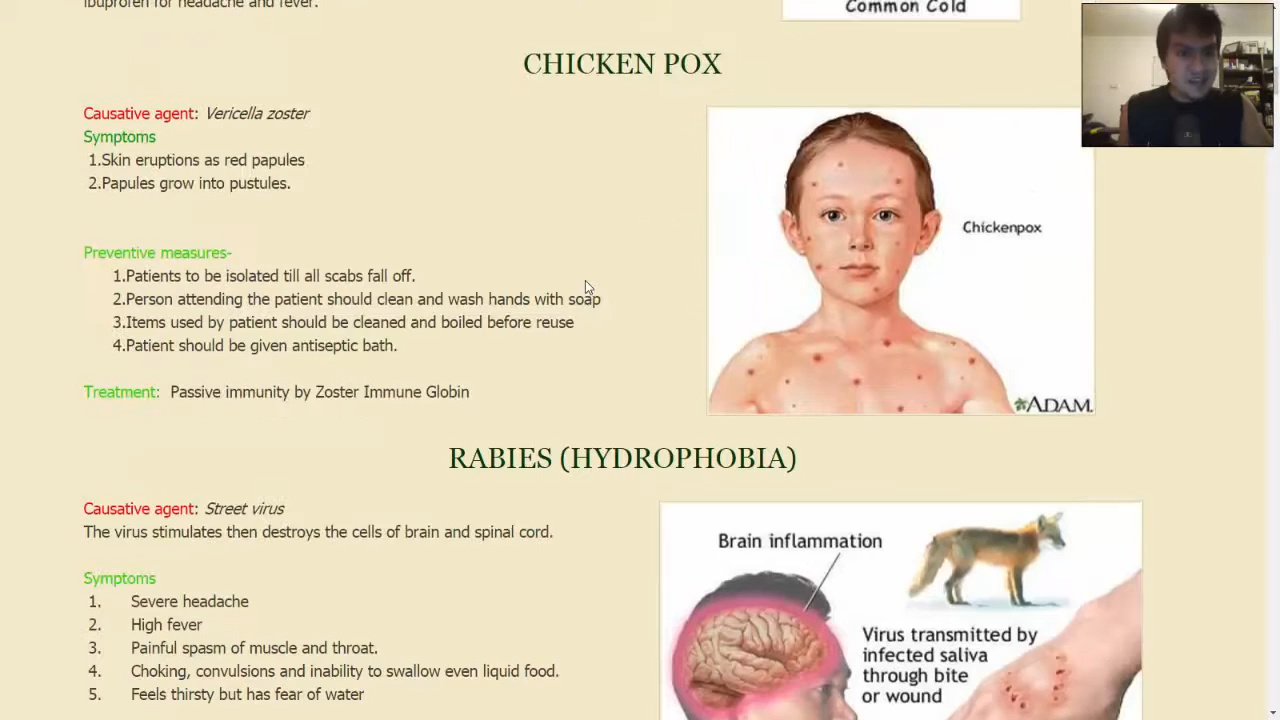 ibuprofen for headache and fever.
Common Cold
CHICKEN POX
Causative agent: Vericella zoster
Symptoms
1.Skin eruptions as red papules
2.Papules grow into pustules.
Chickenpox
Preventive measures-
1.Patients to be isolated till all scabs fall off.
2.Person attending the patient should clean and wash hands with soap
3.Items used by patient should be cleaned and boiled before reuse
4.Patient should be given antiseptic bath.
Treatment: Passive immunity by Zoster Immune Globin
ADAM.
RABIES (HYDROPHOBIA)
Causative agent: Street virus
The virus stimulates then destroys the cells of brain and spinal cord.
Symptoms
1. Severe headache
2. High fever
3. Painful spasm of muscle and throat.
4. Choking, convulsions and inability to swallow even liquid food.
5. Feels thirsty but has fear of water
Brain inflammation
Virus transmitted by
infected saliva
through bite
or wound